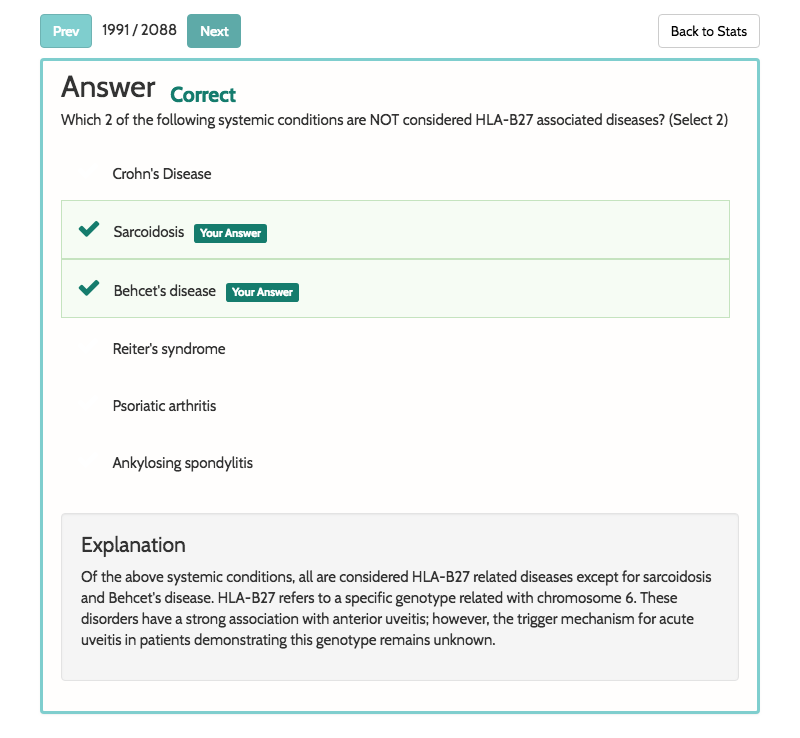 Prev 1991 / 2088 Next Back to Stats
Answer Correct
Which 2 of the following systemic conditions are NOT considered HLA-B27 associated diseases? (Select 2)
Crohn's Disease
Sarcoidosis Your Answer
Behcet's disease Your Answer
Reiter's syndrome
Psoriatic arthritis
Ankylosing spondylitis
Explanation
Of the above systemic conditions, all are considered HLA-B27 related diseases except for sarcoidosis
and Behcet's disease. HLA-B27 refers to a specific genotype related with chromosome 6. These
disorders have a strong association with anterior uveitis; however, the trigger mechanism for acute
uveitis in patients demonstrating this genotype remains unknown.